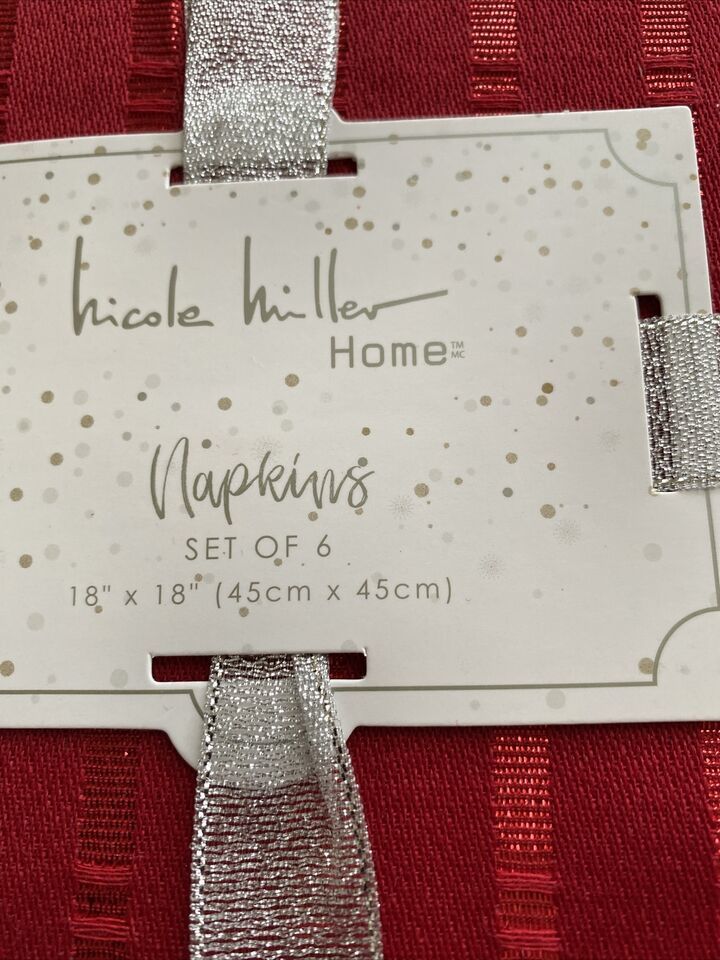 nicole miller
Home™ MC
Napkins
SET OF 6
18" x 18" (45cm x 45cm)